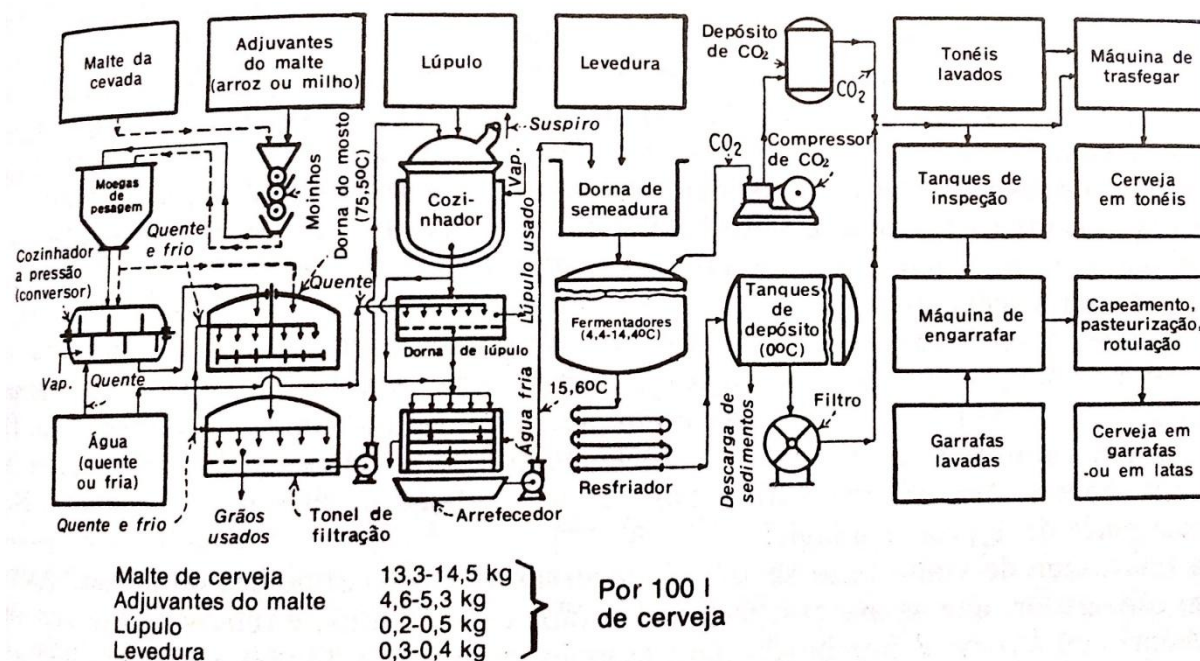 Malte da
cevada
Adjuvantes
do malte
(arroz ou milho)
Lúpulo
Levedura
Depósito
de CO₂
CO₂
Tonéis
lavados
Máquina de
trasfegar
Moegas
de
pesagem
Moinhos
Dorna do mosto
(75,5ºC)
Suspiro
Vap.
Cozi-
nhador
Dorna de
semeadura
CO₂
Compressor
de CO₂
Tanques de
inspeção
Cerveja
em tonéis
Quente
e frio
Cozinhador
a pressão
(conversor)
Quente
Lúpulo usado
Dorna de lúpulo
Fermentadores
(4,4-14,4ºC)
Tanques
de
depósito
(0ºC)
Máquina de
engarrafar
Capeamento,
pasteurização,
rotulação
Vap.
Quente
Água
(quente
ou fria)
Quente e frio
Grãos
usados
Tonel de
filtração
Arrefecedor
Água fria
15,6ºC
Resfriador
Descarga de
sedimentos
Filtro
Garrafas
lavadas
Cerveja em
garrafas
-ou em latas
Malte de cerveja 13,3-14,5 kg
Adjuvantes do malte 4,6-5,3 kg
Lúpulo 0,2-0,5 kg
Levedura 0,3-0,4 kg
Por 100 l
de cerveja